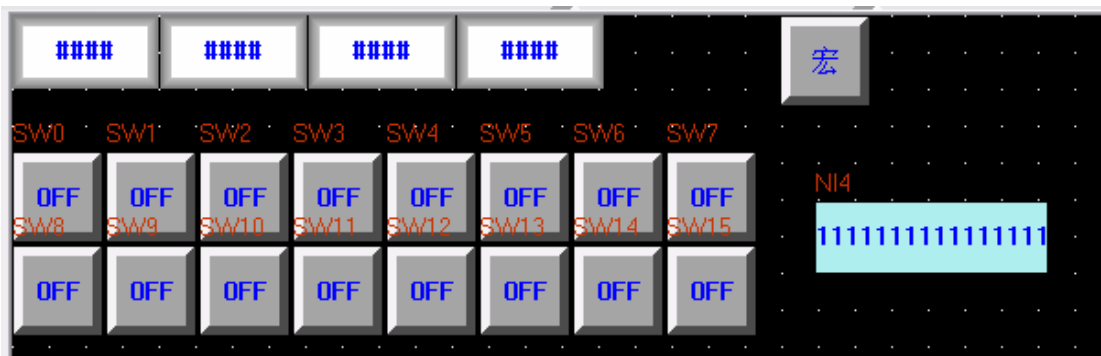 #### #### #### #### 宏
SW0 SW1 SW2 SW3 SW4 SW5 SW6 SW7
NI4
OFF OFF OFF OFF OFF OFF OFF OFF
SW8 SW9 SW10 SW11 SW12 SW13 SW14 SW15
1111111111111111
OFF OFF OFF OFF OFF OFF OFF OFF